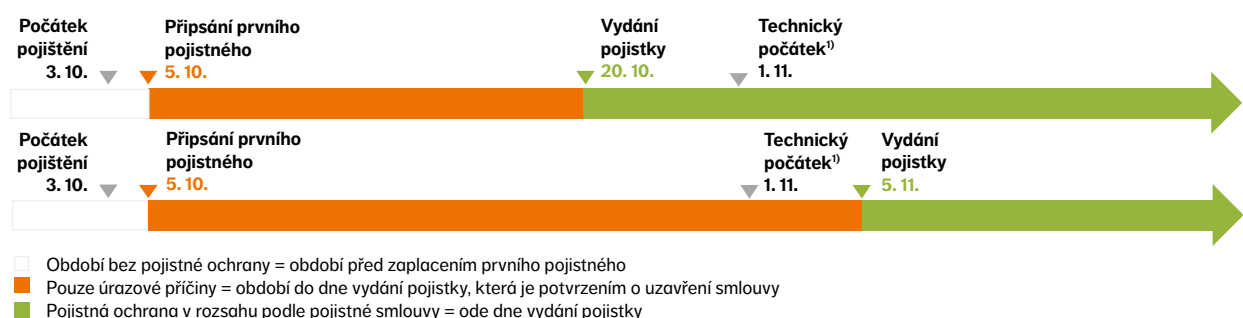 Počátek
pojištění
3. 10.
Připsání prvního
pojistného
5. 10.
Vydání
pojistky
20. 10.
Technický
počátek¹⁾
1. 11.
Počátek
pojištění
3. 10.
Připsání prvního
pojistného
5. 10.
Technický
počátek¹⁾
1. 11.
Vydání
pojistky
5. 11.
Období bez pojistné ochrany = období před zaplacením prvního pojistného
Pouze úrazové příčiny = období do dne vydání pojistky, která je potvrzením o uzavření smlouvy
Pojistná ochrana v rozsahu podle pojistné smlouvy = ode dne vydání pojistky